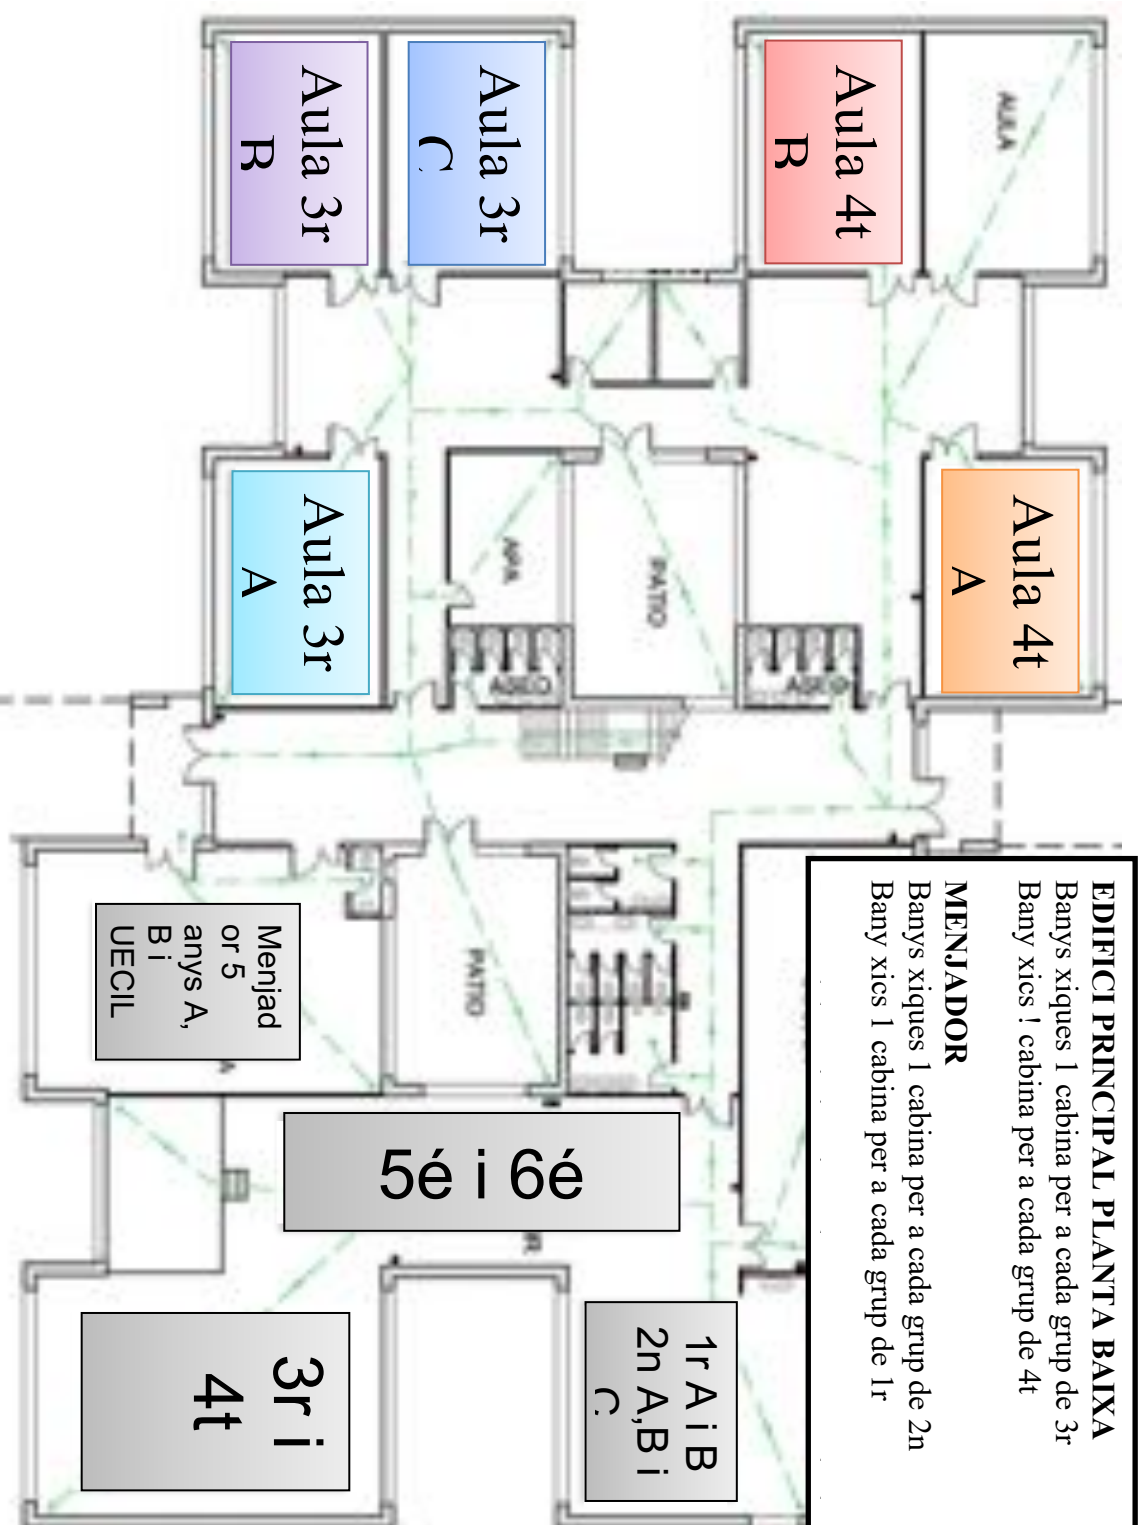 EDIFICI PRINCIPAL PLANTA BAIXA
Banys xiques 1 cabina per a cada grup de 3r
Bany xics ! cabina per a cada grup de 4t
MENJADOR
Banys xiques 1 cabina per a cada grup de 2n
Bany xics 1 cabina per a cada grup de 1r
AULA
Aula 4t
B
Aula 3r
C
Aula 3r
B
Aula 4t
A
PATIO
APA
Aula 3r
A
ASEO
ASEO
PATIO
Menjad
or 5
anys A,
B i
UECIL
A
5é i 6é
R
1r A i B
2n A,B i
C
3r i
4t